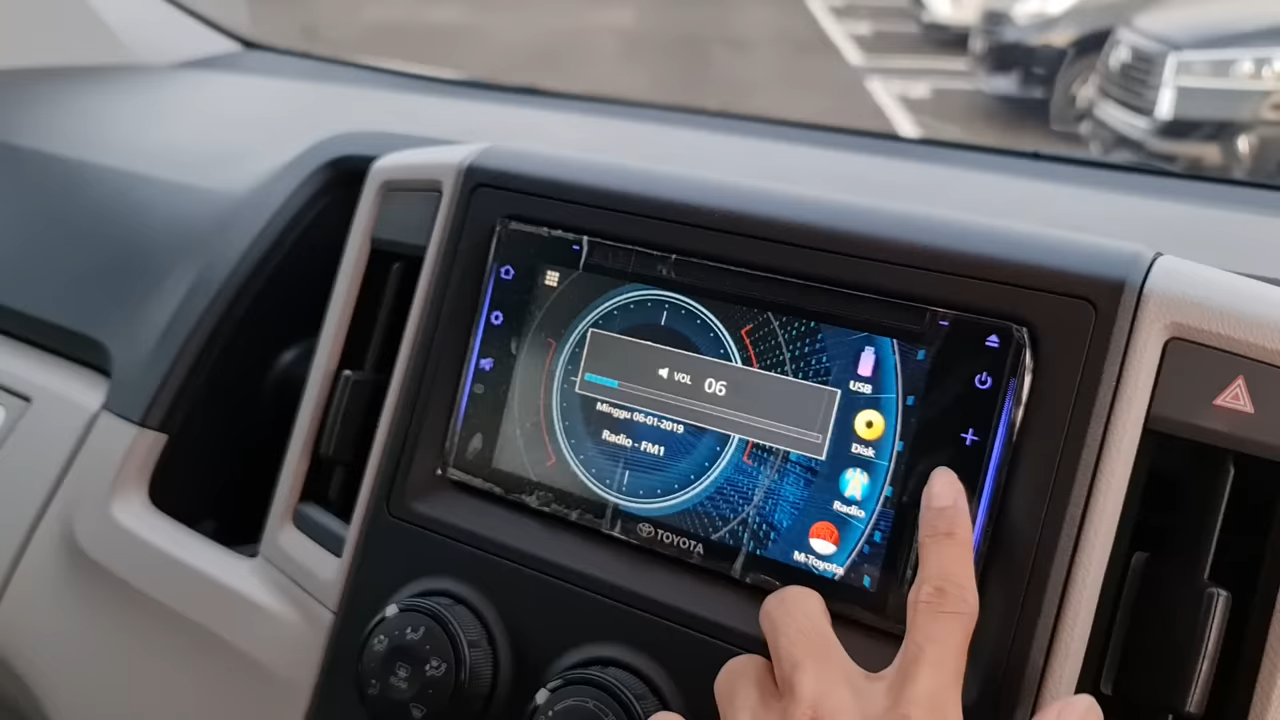 VOL 06
Minggu 06-01-2019
Radio - FM1
USB
Disk
Radio
M-Toyota
TOYOTA